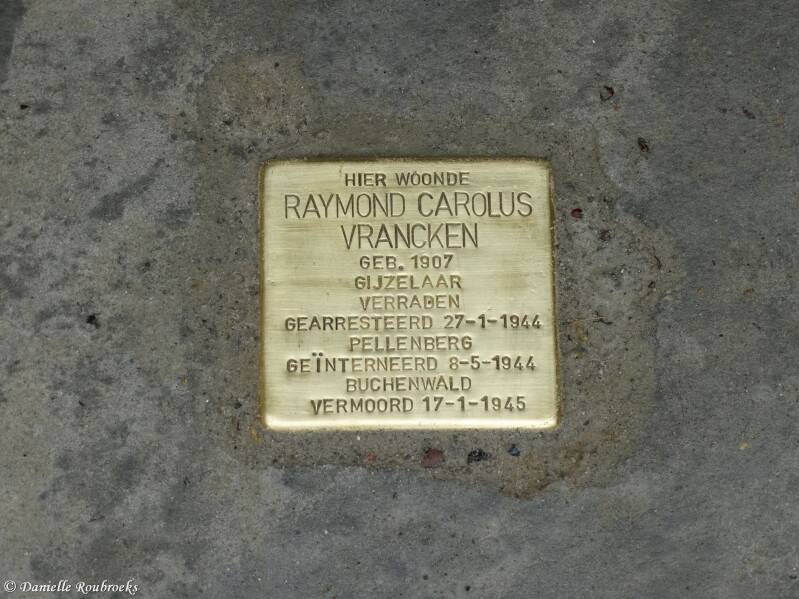 HIER WOONDE
RAYMOND CAROLUS
VRANCKEN
GEB. 1907
GIJZELAAR
VERRADEN
GEARRESTEERD 27-1-1944
PELLENBERG
GEÏNTERNEERD 8-5-1944
BUCHENWALD
VERMOORD 17-1-1945
© Danielle Roubroeks